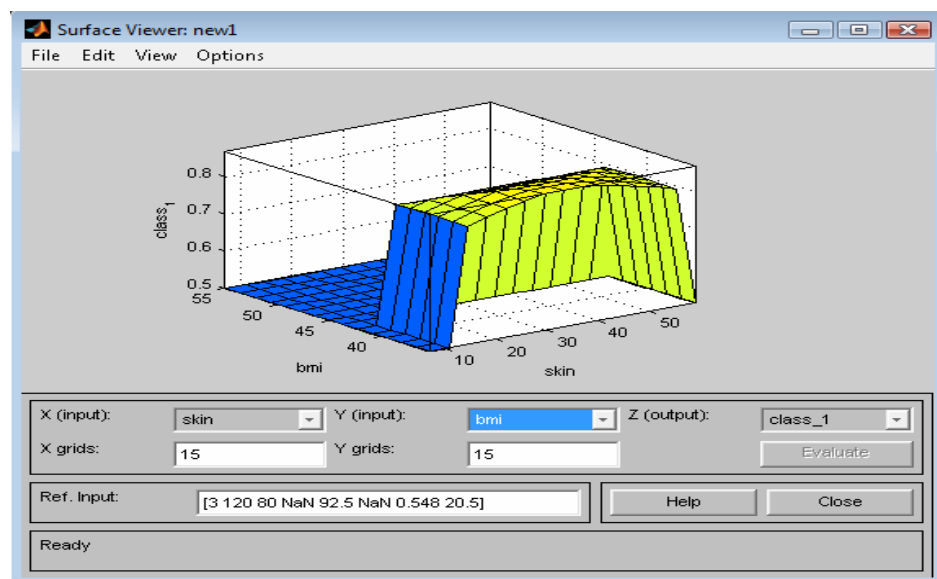 Surface Viewer: new1
File Edit View Options
0.8
0.7
0.6
0.5
class_1
55
50
45
40
bmi
10
20
30
40
50
skin
X (input): skin Y (input): bmi Z (output): class_1
X grids: 15 Y grids: 15 Evaluate
Ref. Input: [3 120 80 NaN 92.5 NaN 0.548 20.5] Help Close
Ready